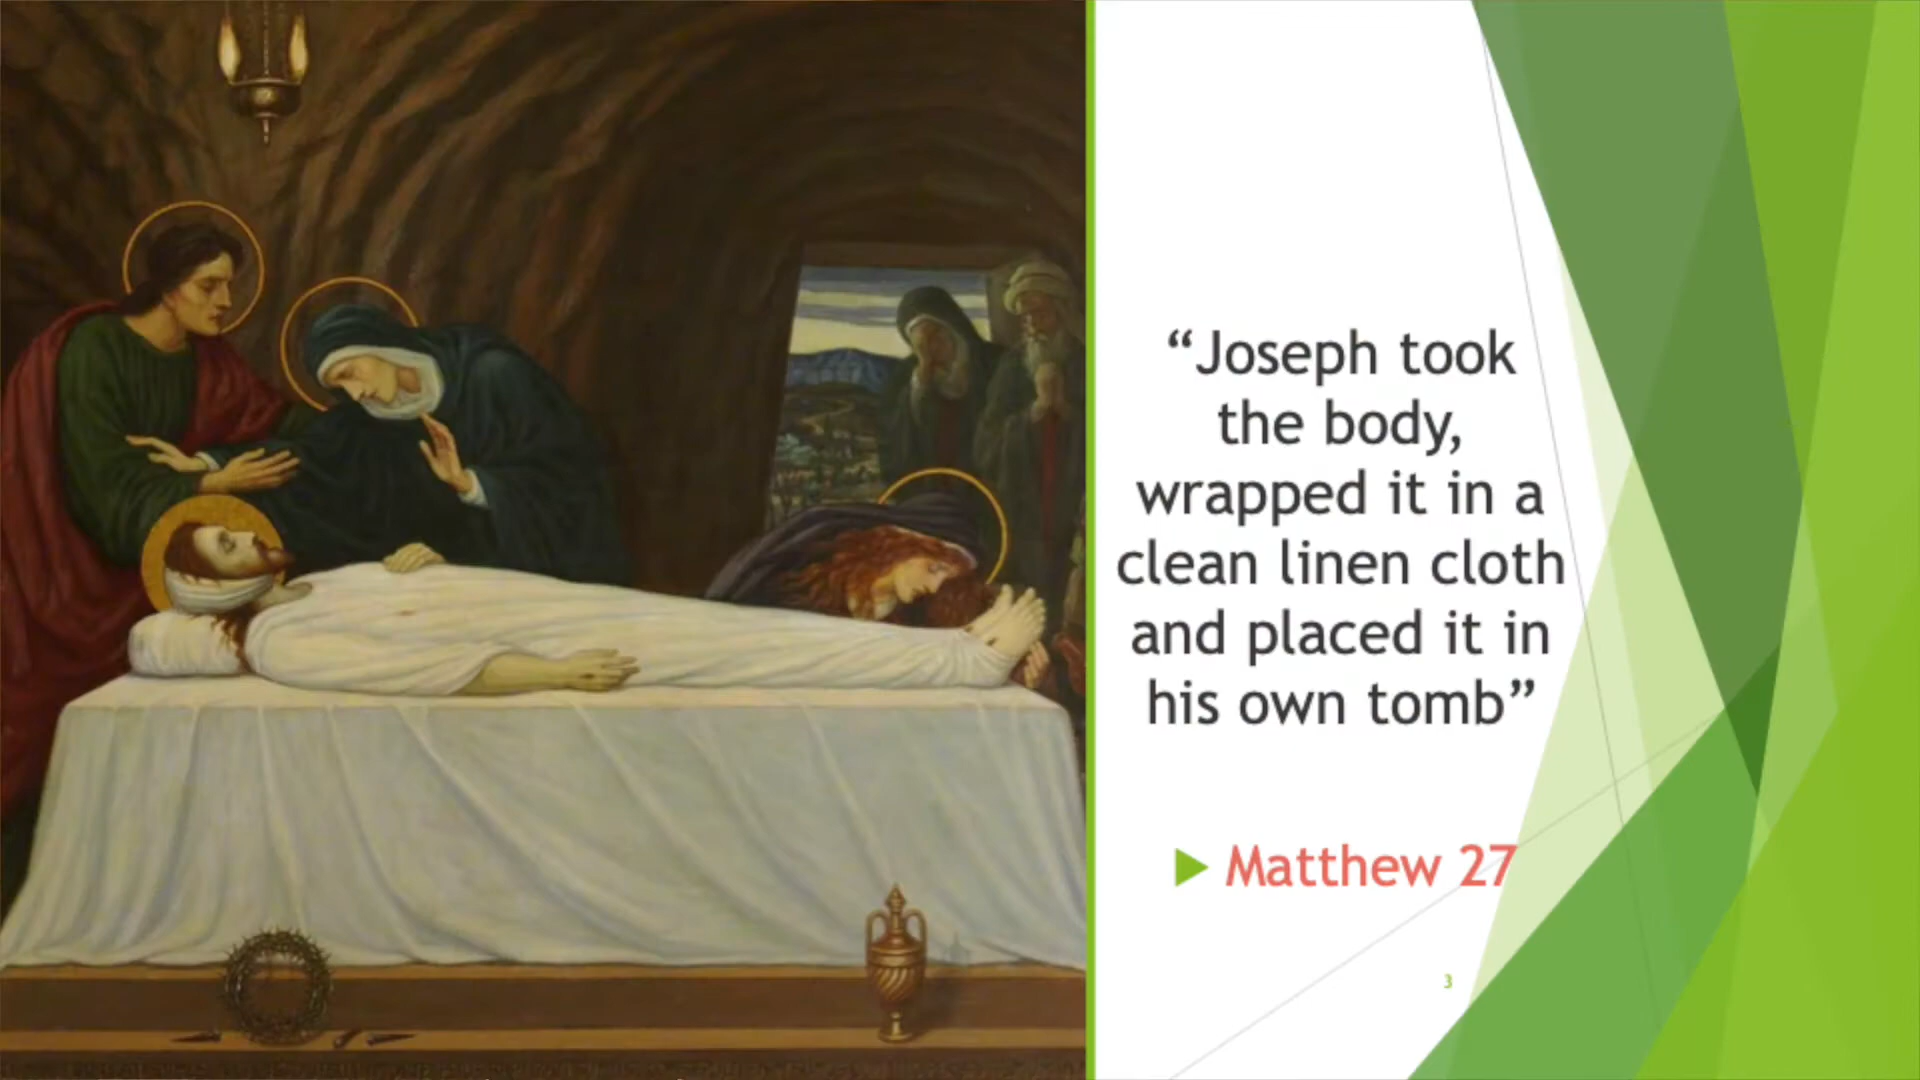 “Joseph took
the body,
wrapped it in a
clean linen cloth
and placed it in
his own tomb”
Matthew 27
3